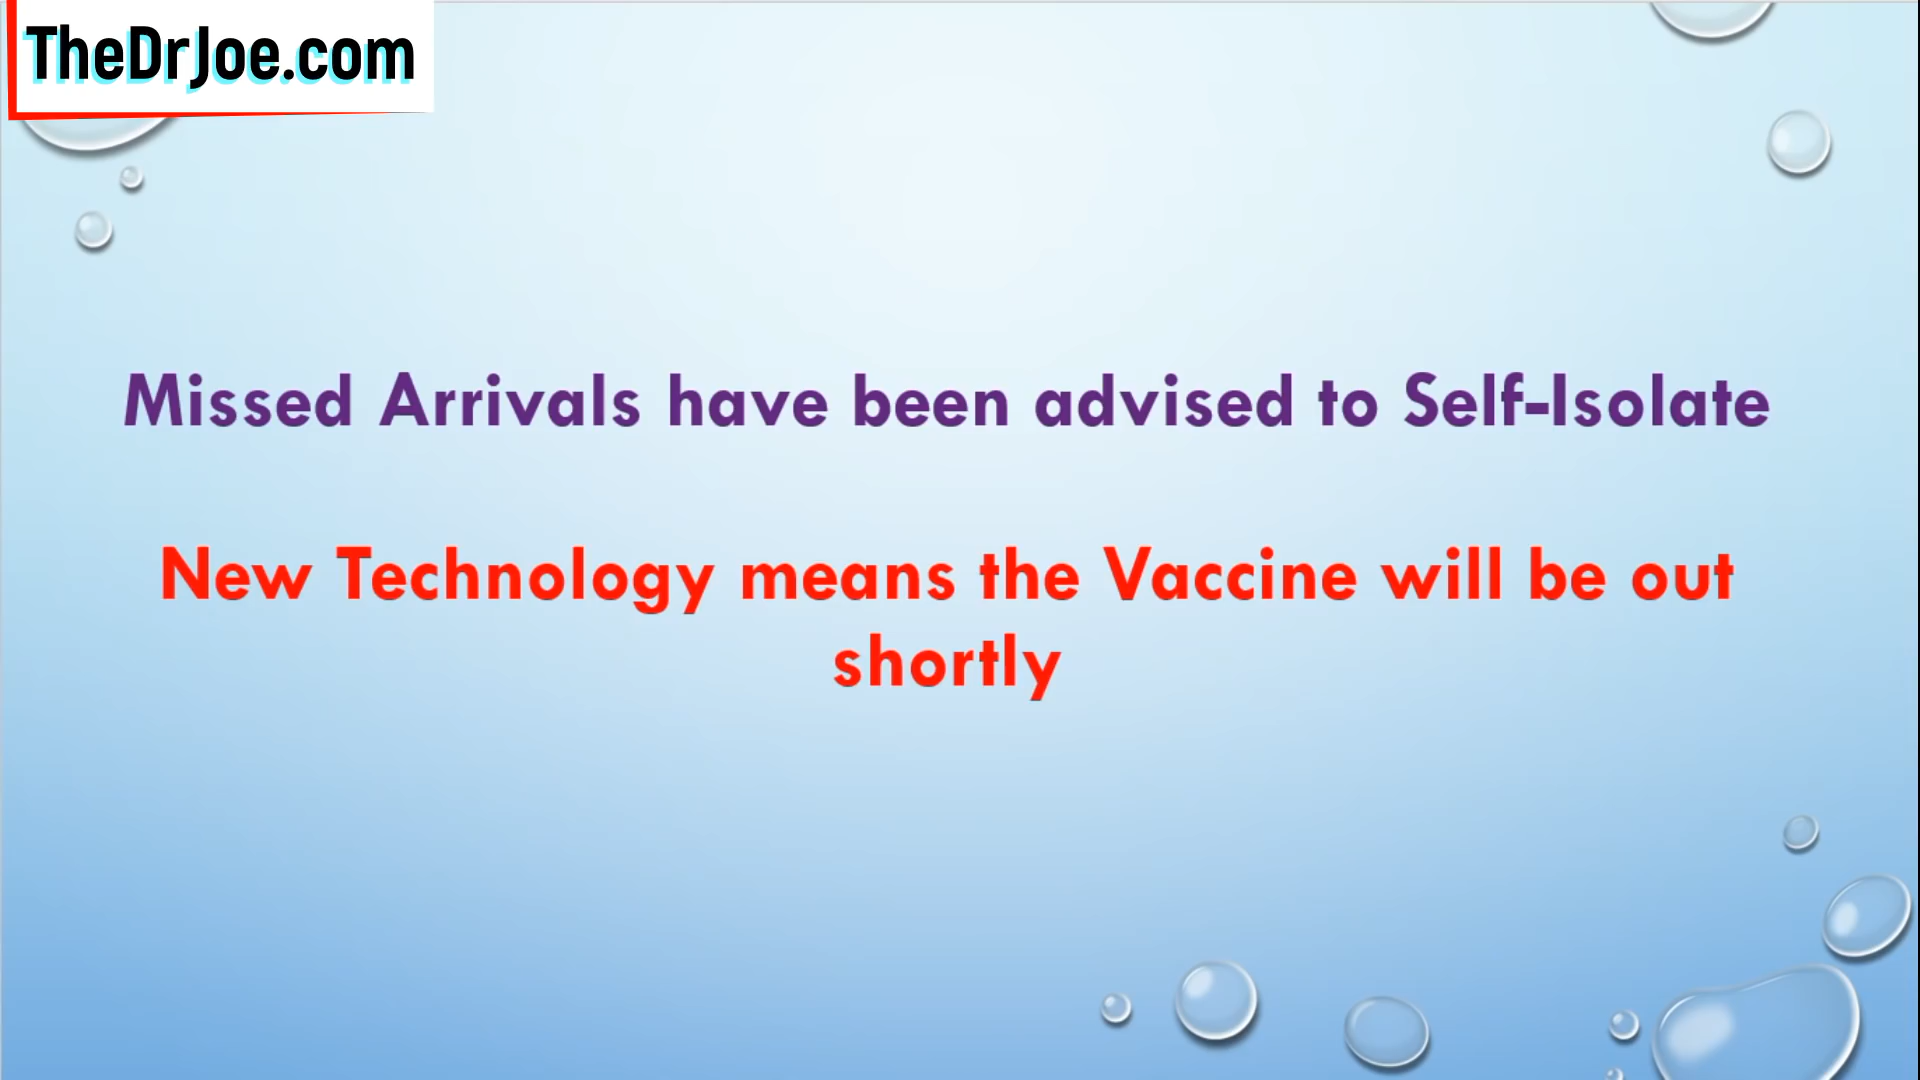 TheDrJoe.com
Missed Arrivals have been advised to Self-Isolate
New Technology means the Vaccine will be out
shortly